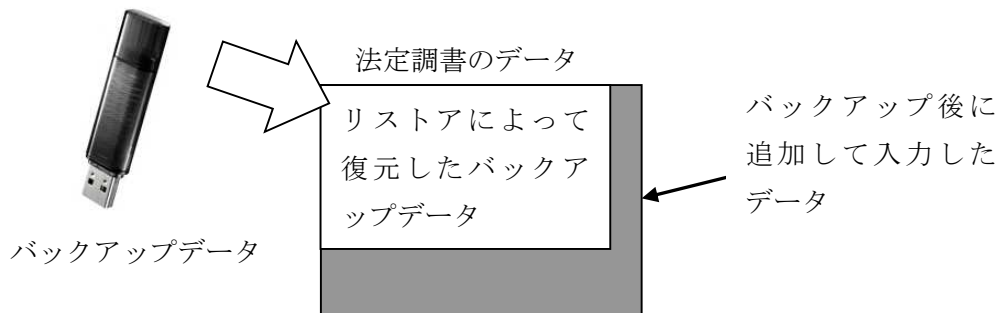 法定調書のデータ
リストアによって
復元したバックア
ップデータ
バックアップ後に
追加して入力した
データ
バックアップデータ